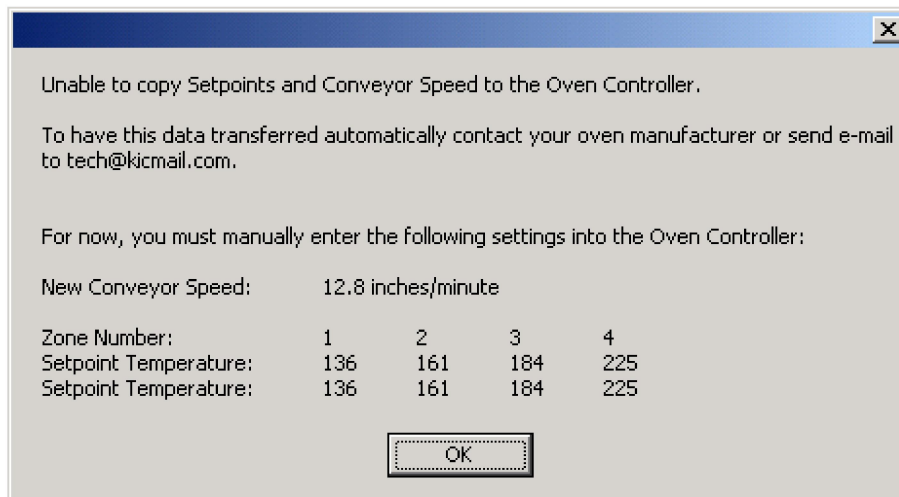 Unable to copy Setpoints and Conveyor Speed to the Oven Controller.
To have this data transferred automatically contact your oven manufacturer or send e-mail
to tech@kicmail.com.
For now, you must manually enter the following settings into the Oven Controller:
New Conveyor Speed: 12.8 inches/minute
Zone Number: 1 2 3 4
Setpoint Temperature: 136 161 184 225
Setpoint Temperature: 136 161 184 225
OK